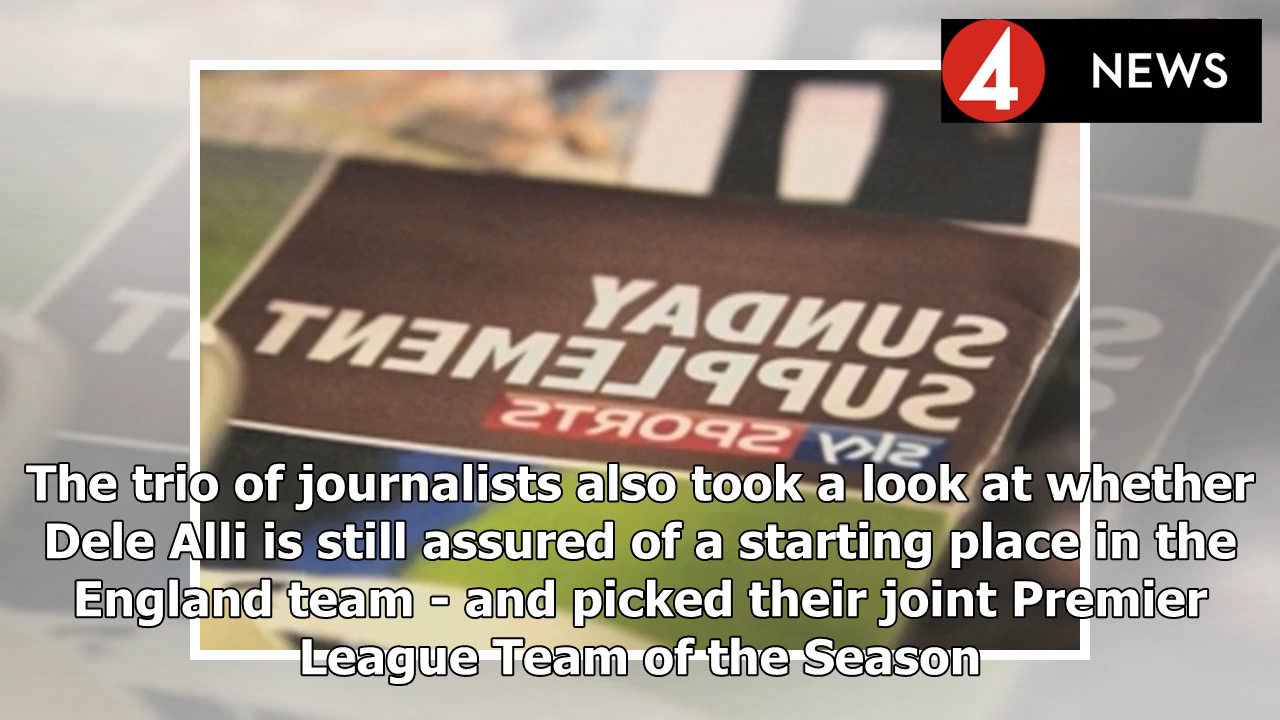 4 NEWS
SUNDAY
SUPPLEMENT
sky SPORTS
The trio of journalists also took a look at whether
Dele Alli is still assured of a starting place in the
England team - and picked their joint Premier
League Team of the Season